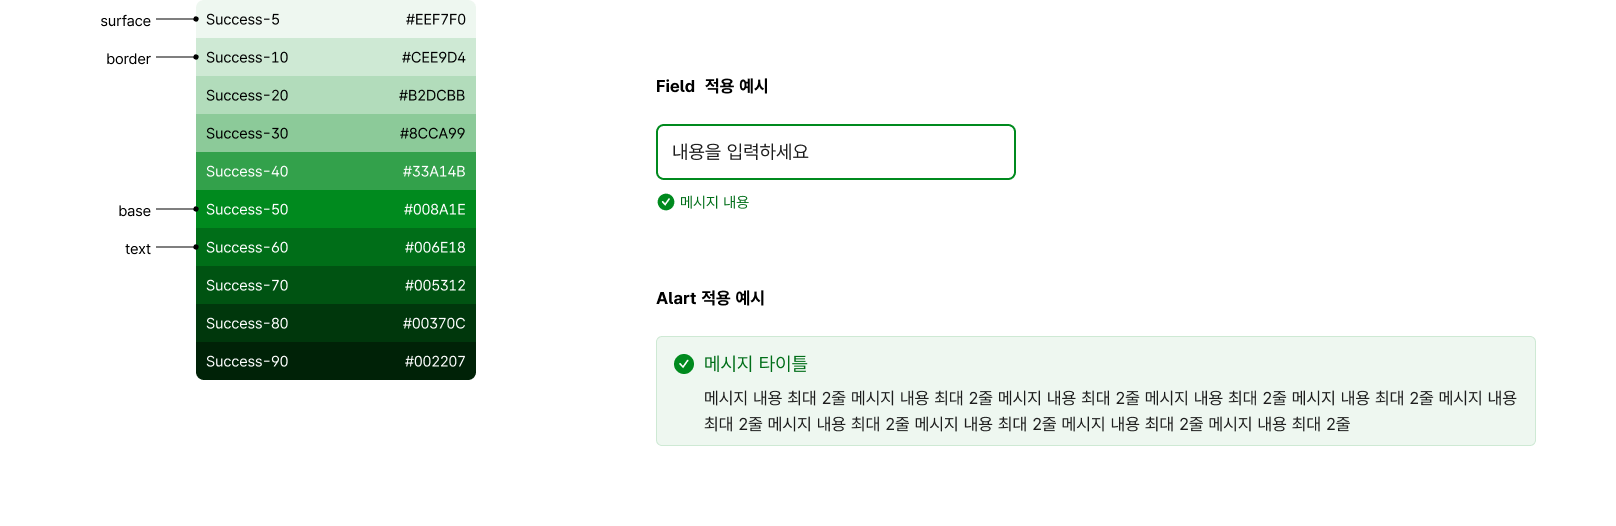 surface
Success-5 #EEF7F0
border
Success-10 #CEE9D4
Success-20 #B2DCBB
Success-30 #8CCA99
Success-40 #33A14B
base
Success-50 #008A1E
text
Success-60 #006E18
Success-70 #005312
Success-80 #00370C
Success-90 #002207
Field 적용 예시
내용을 입력하세요
메시지 내용
Alart 적용 예시
메시지 타이틀
메시지 내용 최대 2줄 메시지 내용 최대 2줄 메시지 내용 최대 2줄 메시지 내용 최대 2줄 메시지 내용 최대 2줄 메시지 내용
최대 2줄 메시지 내용 최대 2줄 메시지 내용 최대 2줄 메시지 내용 최대 2줄 메시지 내용 최대 2줄